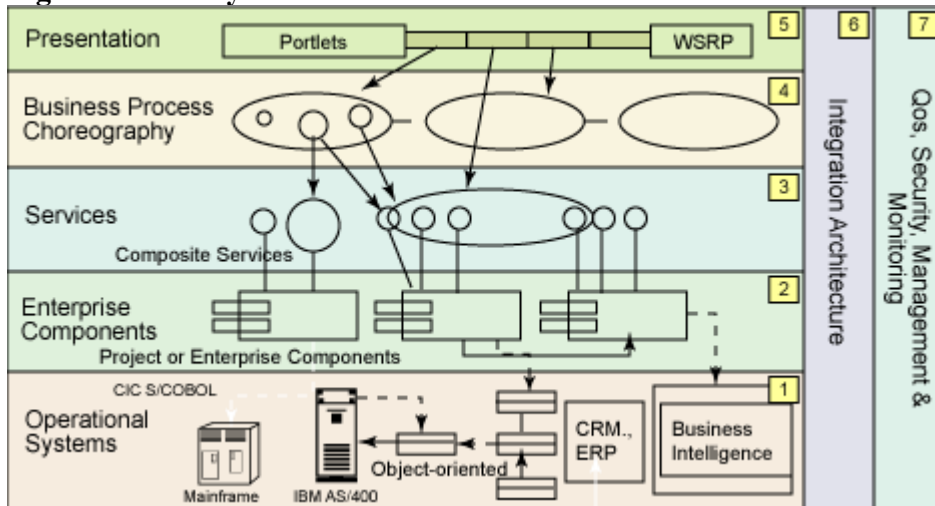 Presentation
Portlets
WSRP
5
Business Process
Choreography
4
Services
Composite Services
3
Enterprise
Components
Project or Enterprise Components
2
CIC S/COBOL
Operational
Systems
Mainframe
IBM AS/400
Object-oriented
CRM.,
ERP
Business
Intelligence
1
6
Integration Architecture
7
Qos, Security, Management &
Monitoring